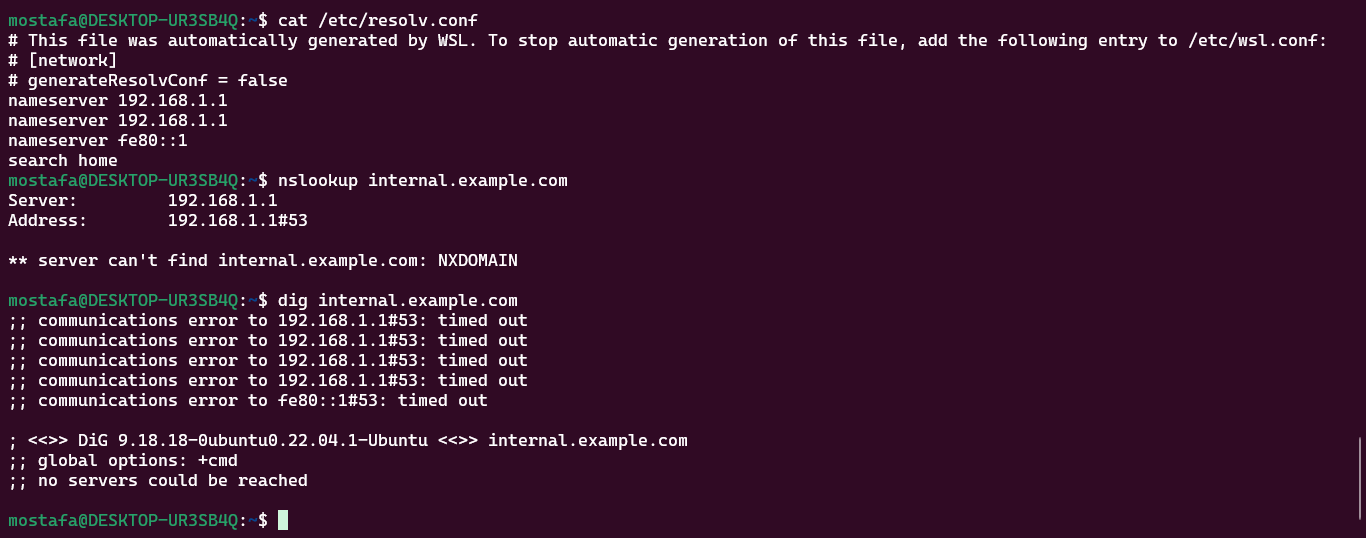 mostafa@DESKTOP-UR3SB4Q:~$ cat /etc/resolv.conf
# This file was automatically generated by WSL. To stop automatic generation of this file, add the following entry to /etc/wsl.conf:
# [network]
# generateResolvConf = false
nameserver 192.168.1.1
nameserver 192.168.1.1
nameserver fe80::1
search home
mostafa@DESKTOP-UR3SB4Q:~$ nslookup internal.example.com
Server:         192.168.1.1
Address:        192.168.1.1#53

** server can't find internal.example.com: NXDOMAIN

mostafa@DESKTOP-UR3SB4Q:~$ dig internal.example.com
;; communications error to 192.168.1.1#53: timed out
;; communications error to 192.168.1.1#53: timed out
;; communications error to 192.168.1.1#53: timed out
;; communications error to 192.168.1.1#53: timed out
;; communications error to fe80::1#53: timed out

; <<>> DiG 9.18.18-0ubuntu0.22.04.1-Ubuntu <<>> internal.example.com
;; global options: +cmd
;; no servers could be reached

mostafa@DESKTOP-UR3SB4Q:~$